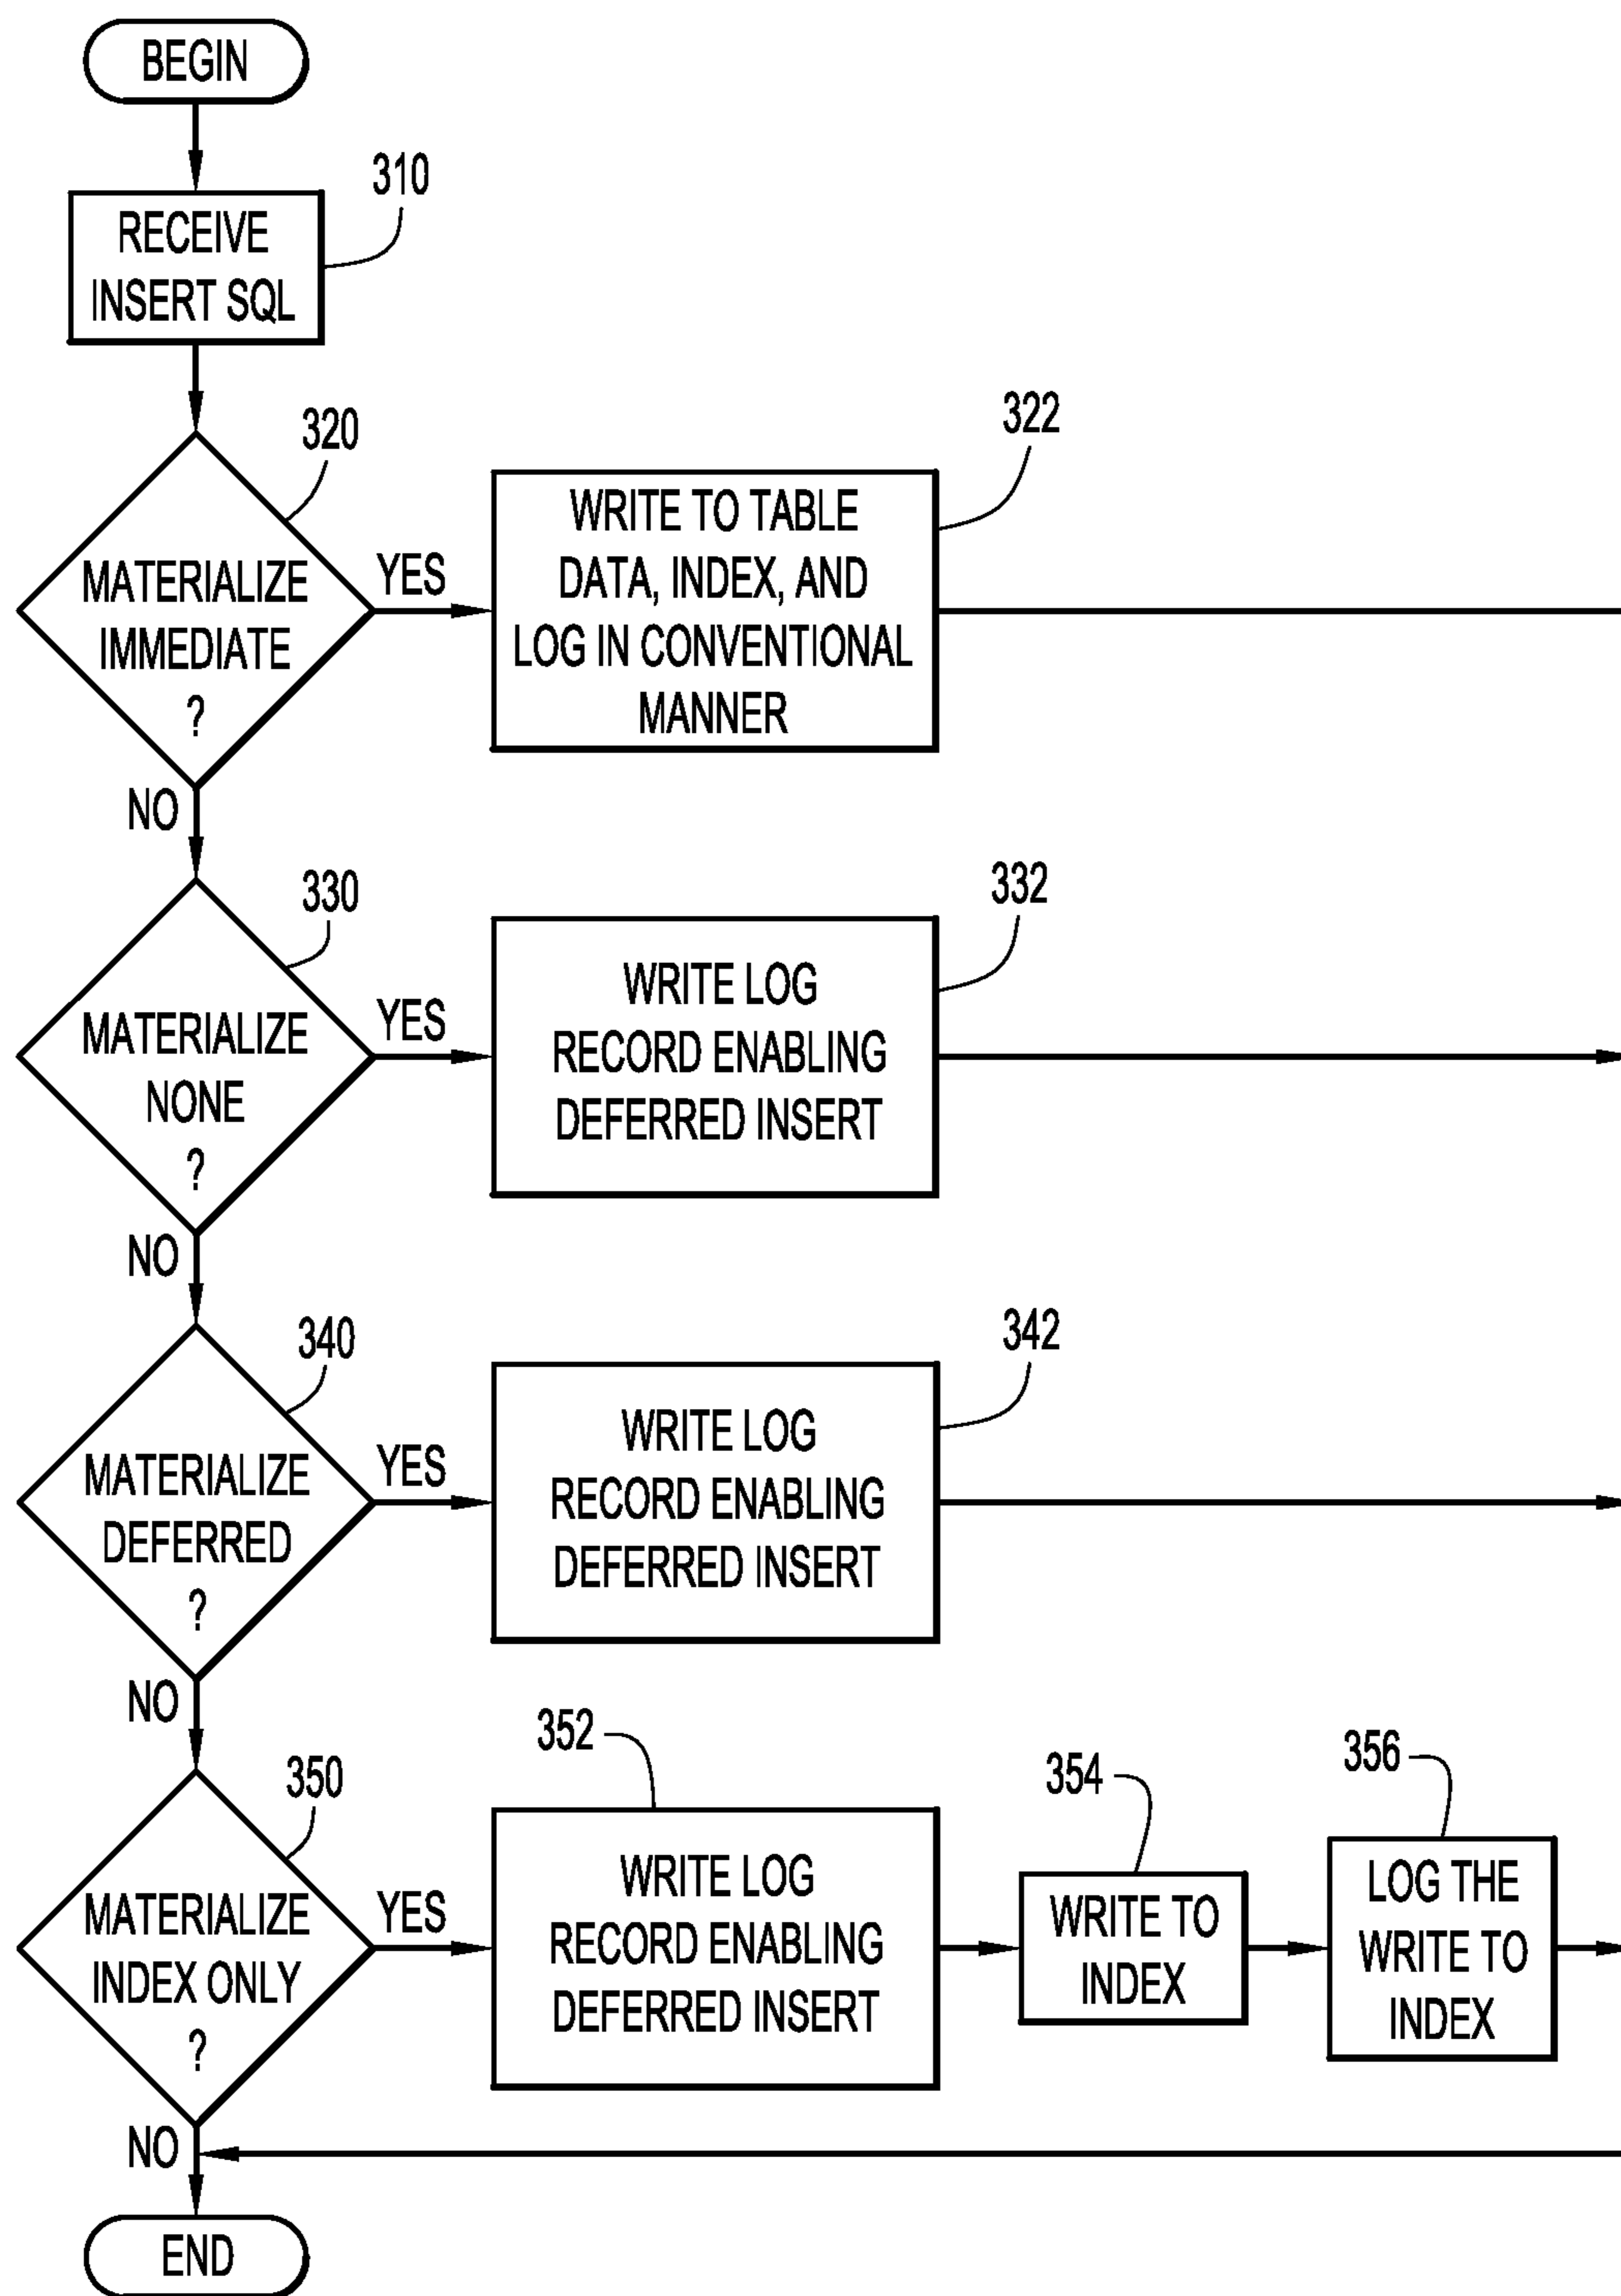 BEGIN
310
RECEIVE
INSERT SQL
320
MATERIALIZE
IMMEDIATE
?
YES
NO
322
WRITE TO TABLE
DATA, INDEX, AND
LOG IN CONVENTIONAL
MANNER
330
MATERIALIZE
NONE
?
YES
NO
332
WRITE LOG
RECORD ENABLING
DEFERRED INSERT
340
MATERIALIZE
DEFERRED
?
YES
NO
342
WRITE LOG
RECORD ENABLING
DEFERRED INSERT
350
MATERIALIZE
INDEX ONLY
?
YES
NO
352
WRITE LOG
RECORD ENABLING
DEFERRED INSERT
354
WRITE TO
INDEX
356
LOG THE
WRITE TO
INDEX
END